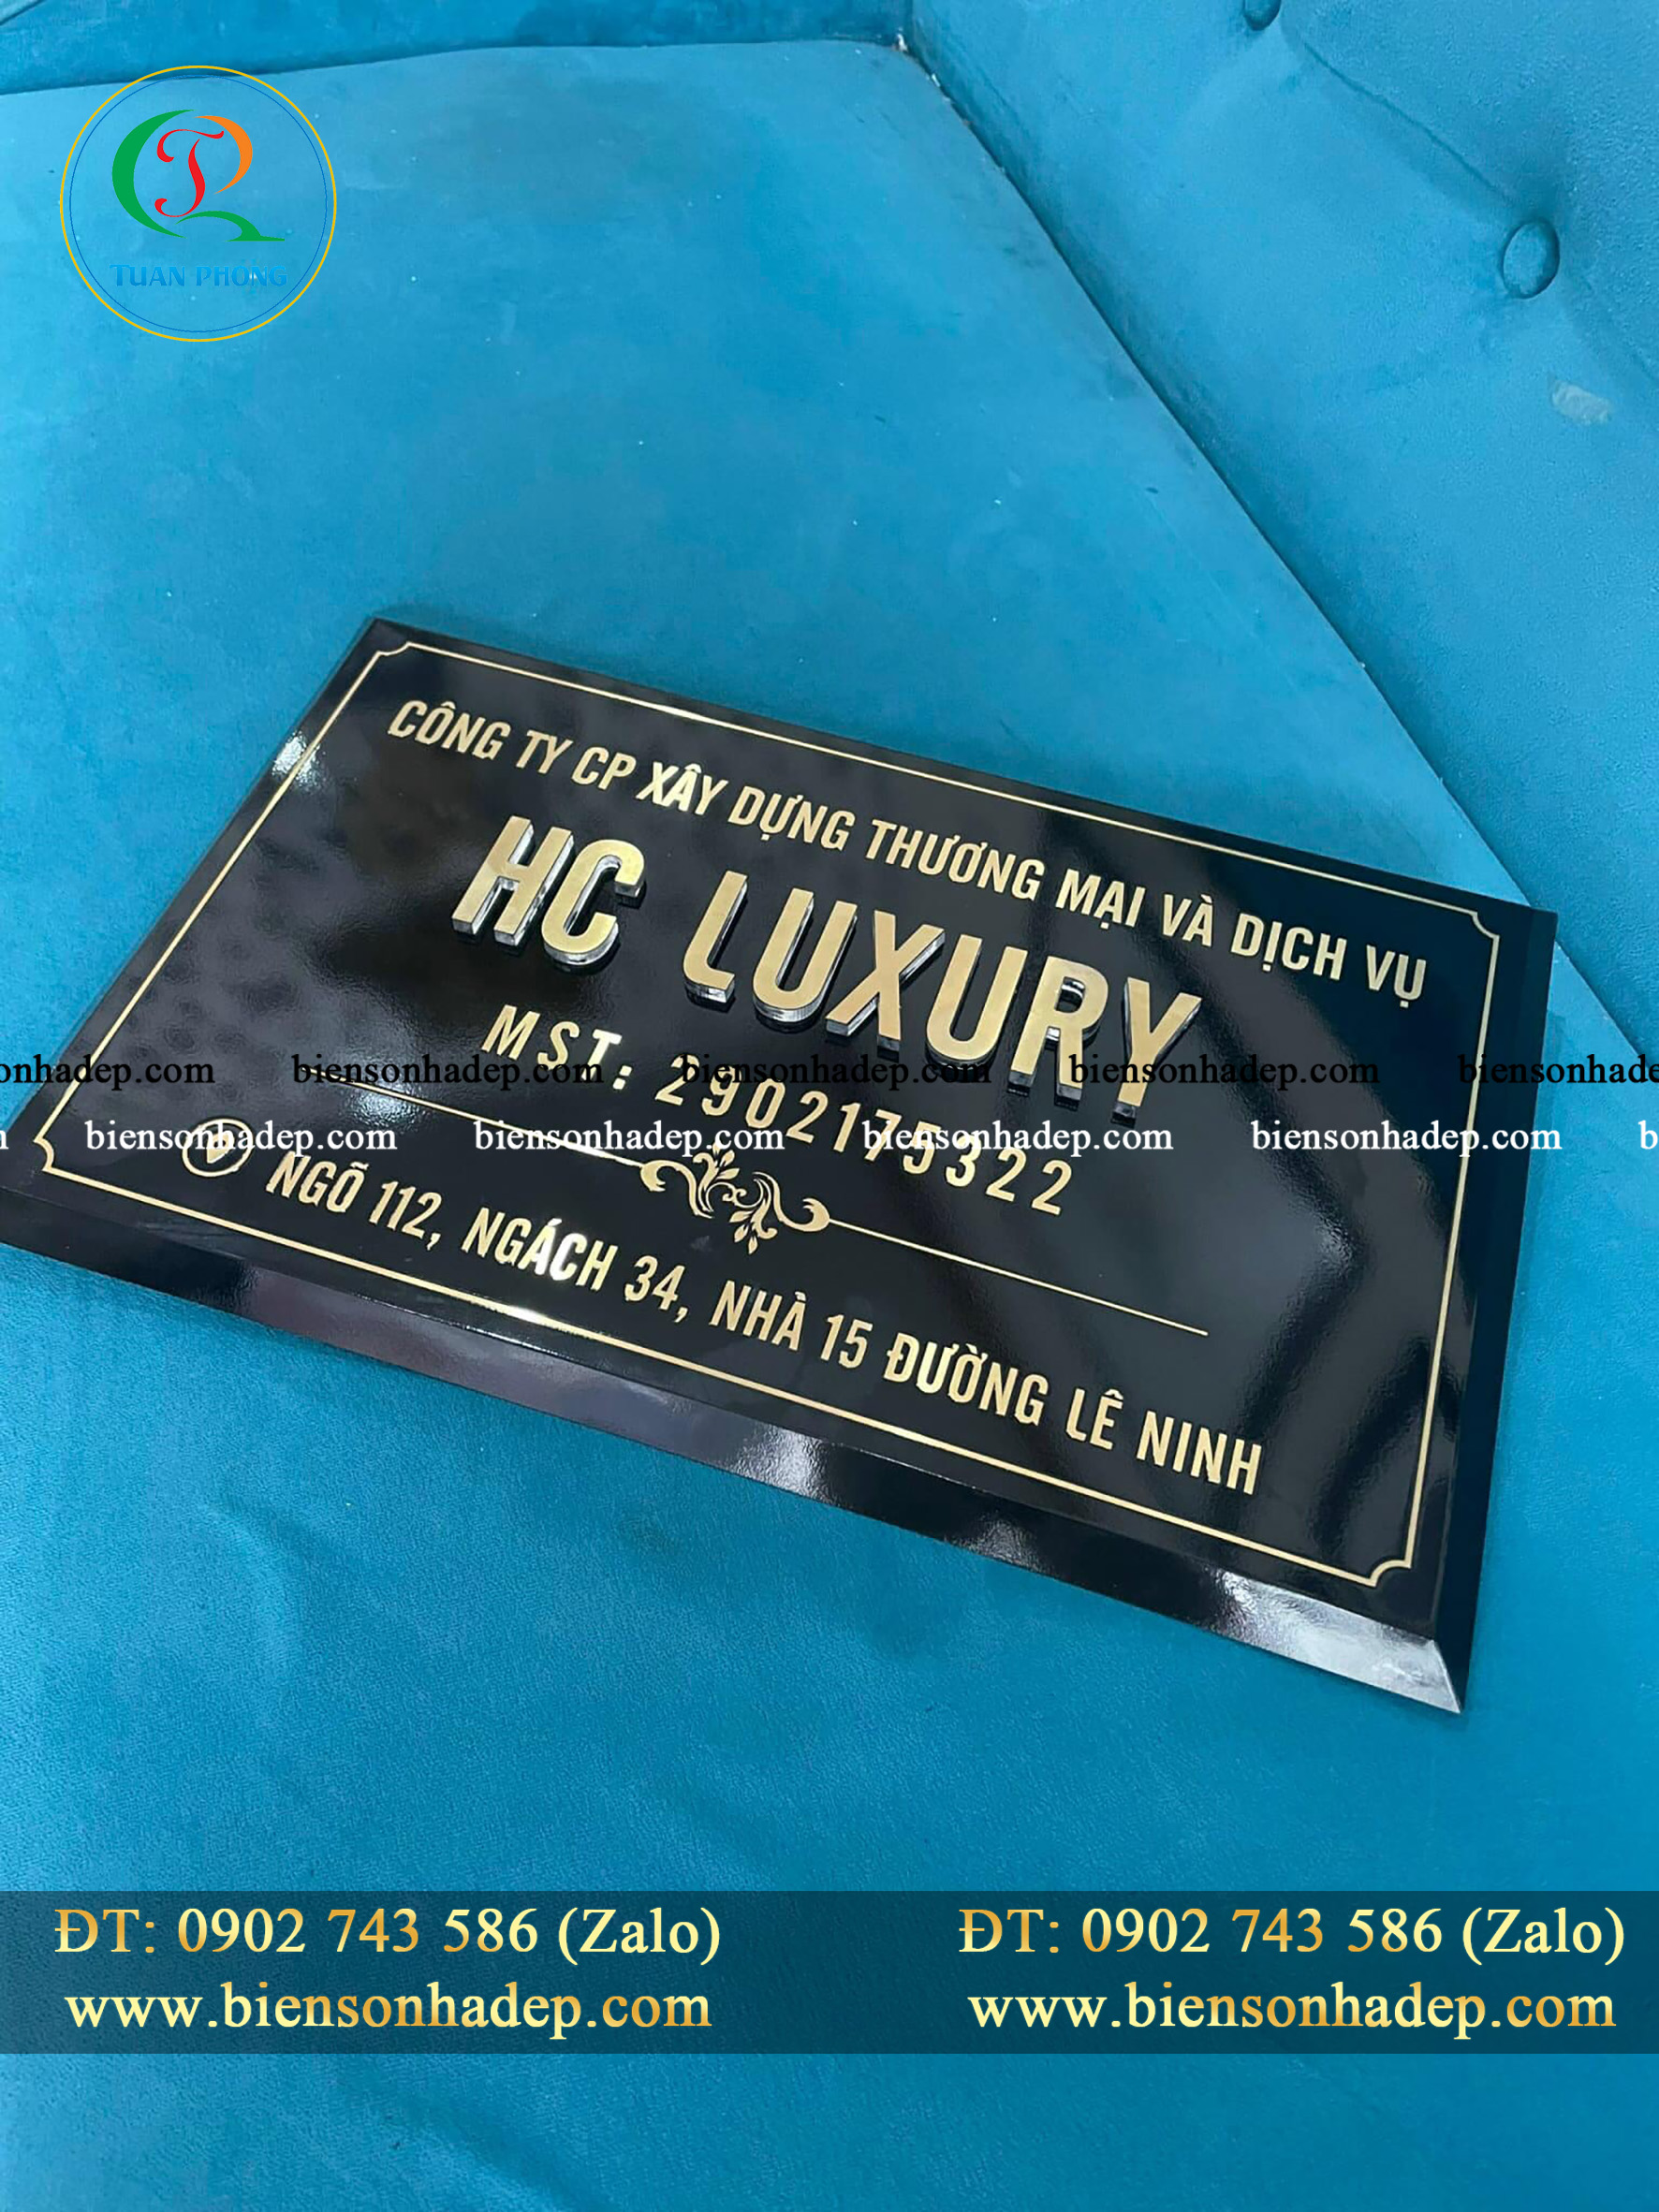 TUAN PHONG
CÔNG TY CP XÂY DỰNG THƯƠNG MẠI VÀ DỊCH VỤ
HC LUXURY
MST: 2902175322
biensonhadep.com biensonhadep.com biensonhadep.com biensonhadep.com
biensonhadep.com biensonhadep.com biensonhadep.com biensonhadep.com
NGÕ 112, NGÁCH 34, NHÀ 15 ĐƯỜNG LÊ NINH
ĐT: 0902 743 586 (Zalo) ĐT: 0902 743 586 (Zalo)
www.biensonhadep.com www.biensonhadep.com